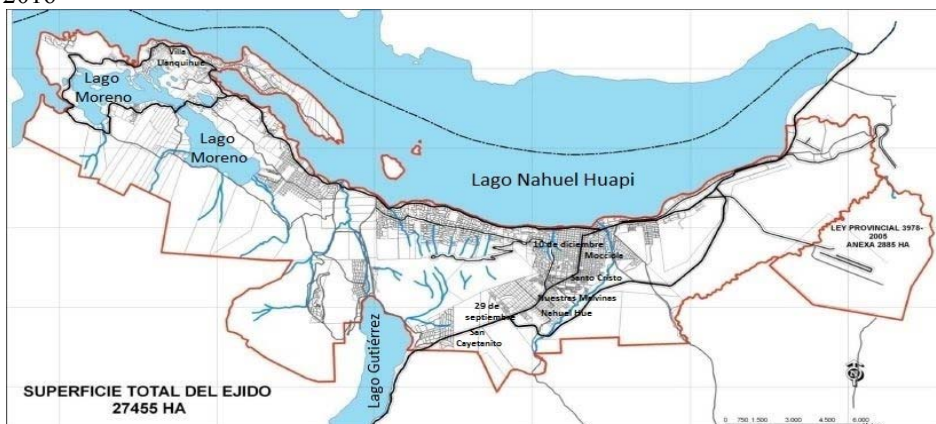 2016
Villa
Llanquihue
Lago
Moreno
Lago
Moreno
Lago Nahuel Huapi
LEY PROVINCIAL 3978-
2005
ANEXA 2885 HA
10 de diciembre
Mocciola
Santo Cristo
Nuestras Malvinas
29 de
septiembre
Nahuel Hue
San
Cayetanito
Lago Gutiérrez
SUPERFICIE TOTAL DEL EJIDO
27455 HA
0 750 1.500 3.000 4.500 6.000